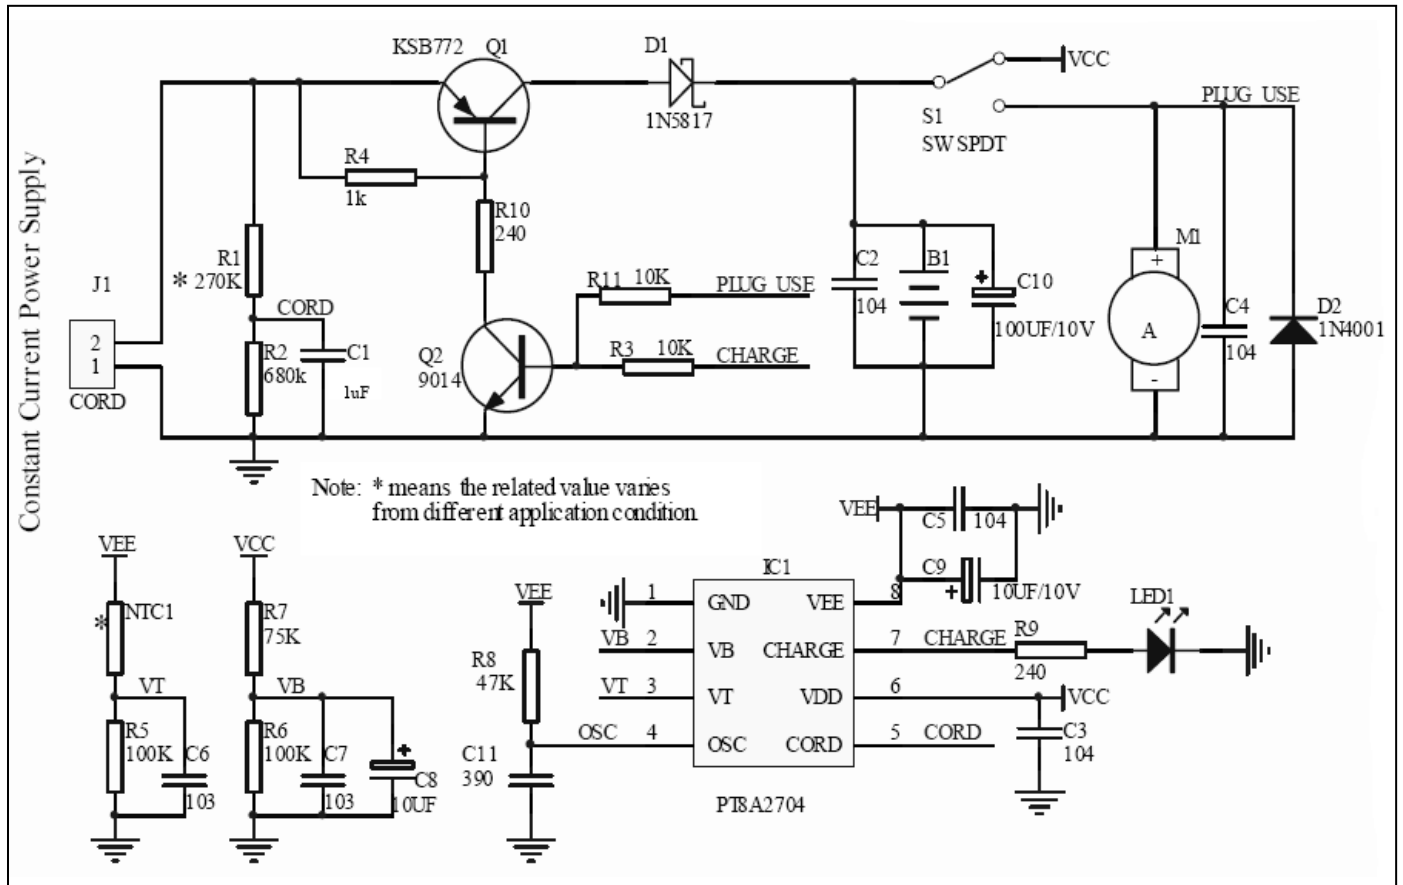 Constant Current Power Supply
KSB772
Q1
D1
1N5817
VCC
S1
SW SPDT
PLUG USE
R4
1k
R10
240
R1
* 270K
J1
CORD
R2
680k
C1
1uF
2
1
CORD
Q2
9014
R11 10K
PLUG USE
R3 10K
CHARGE
C2
104
B1
C10
100UF/10V
M1
+
A
-
C4
104
D2
1N4001
Note: * means the related value varies
from different application condition.
VEE
NTC1
*
VT
R5
100K
C6
103
VCC
R7
75K
VB
R6
100K
C7
103
C8
10UF
VEE
R8
47K
OSC
C11
390
VEE
C5
104
C9
10UF/10V
IC1
1 GND VEE 8
VB 2 VB CHARGE 7 CHARGE
VT 3 VT VDD 6 VCC
4 OSC CORD 5 CORD
PT8A2704
R9
240
LED1
C3
104